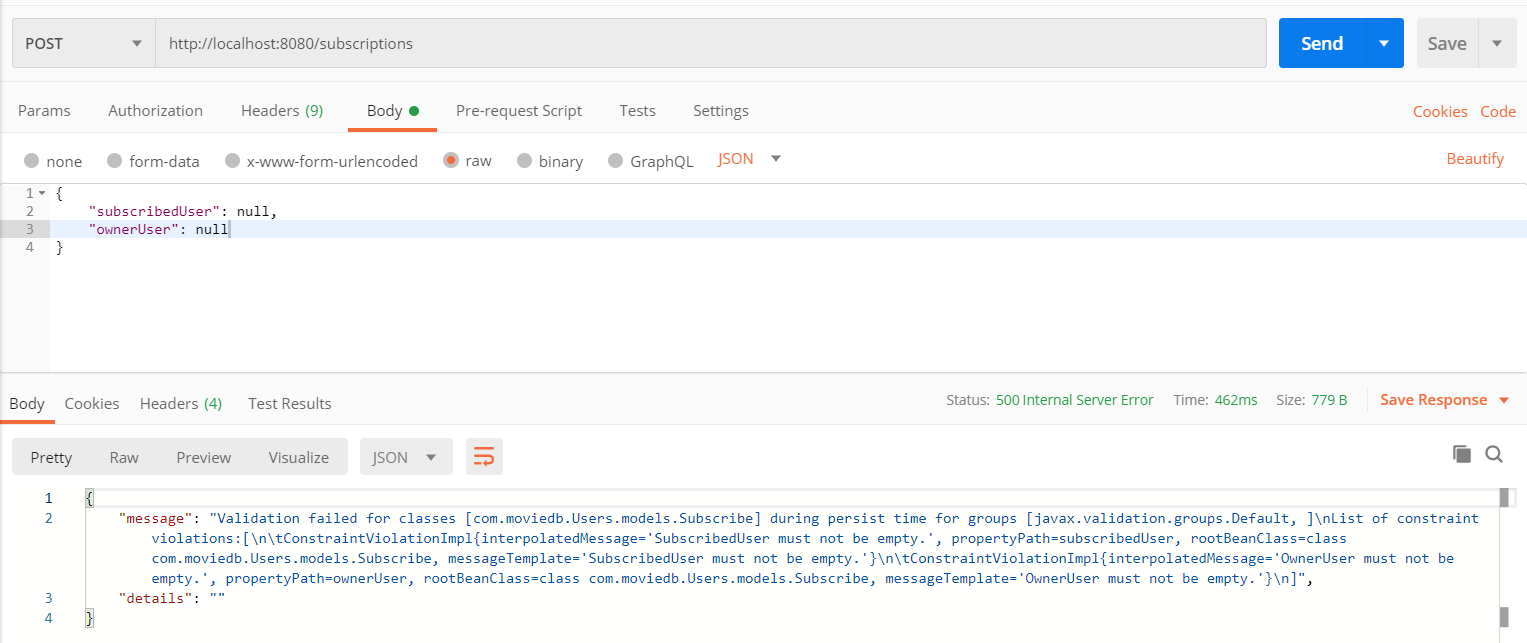 POST http://localhost:8080/subscriptions Send Save
Params Authorization Headers (9) Body Pre-request Script Tests Settings Cookies Code
none form-data x-www-form-urlencoded raw binary GraphQL JSON Beautify
1 {
2 "subscribedUser": null,
3 "ownerUser": null
4 }
Body Cookies Headers (4) Test Results Status: 500 Internal Server Error Time: 462ms Size: 779 B Save Response
Pretty Raw Preview Visualize JSON
1 {
2 "message": "Validation failed for classes [com.moviedb.Users.models.Subscribe] during persist time for groups [javax.validation.groups.Default, ]\nList of constraint
violations:[\n\tConstraintViolationImpl{interpolatedMessage='SubscribedUser must not be empty.', propertyPath=subscribedUser, rootBeanClass=class
com.moviedb.Users.models.Subscribe, messageTemplate='SubscribedUser must not be empty.'}\n\tConstraintViolationImpl{interpolatedMessage='OwnerUser must not be
empty.', propertyPath=ownerUser, rootBeanClass=class com.moviedb.Users.models.Subscribe, messageTemplate='OwnerUser must not be empty.'}\n]",
3 "details": ""
4 }